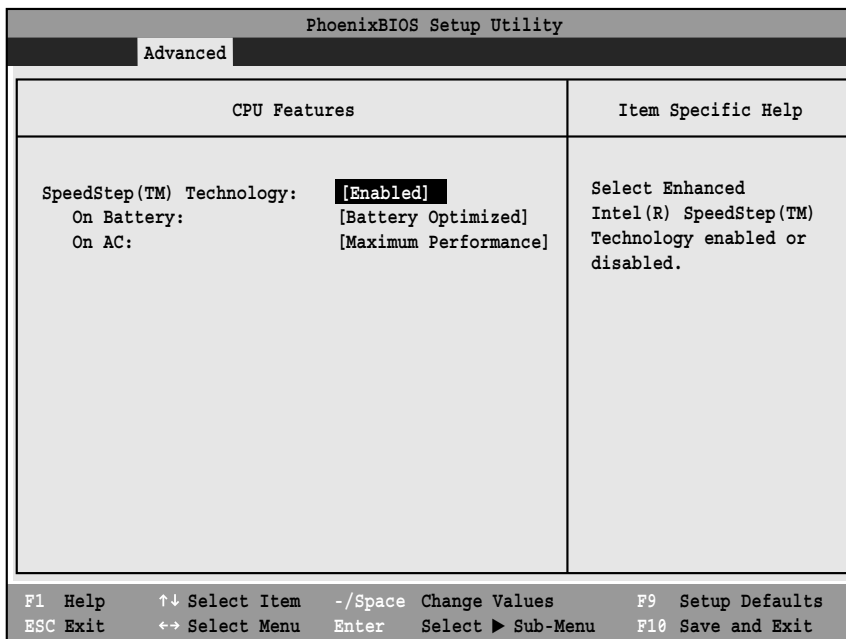 PhoenixBIOS Setup Utility
Advanced
CPU Features
SpeedStep(TM) Technology: [Enabled]
On Battery: [Battery Optimized]
On AC: [Maximum Performance]
Item Specific Help
Select Enhanced
Intel(R) SpeedStep(TM)
Technology enabled or
disabled.
F1 Help ↑↓ Select Item -/Space Change Values F9 Setup Defaults
ESC Exit ←→ Select Menu Enter Select ▶ Sub-Menu F10 Save and Exit